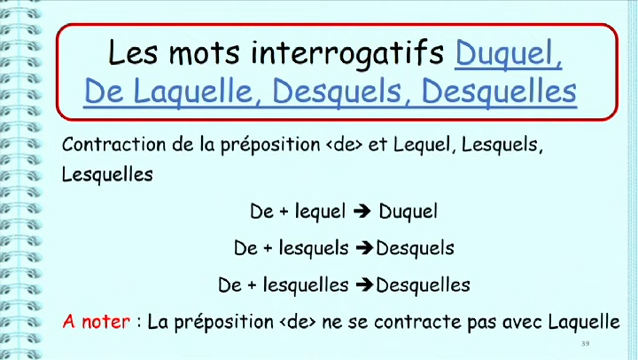 Les mots interrogatifs Duquel,
De Laquelle, Desquels, Desquelles
Contraction de la préposition <de> et Lequel, Lesquels,
Lesquelles
De + lequel ➔ Duquel
De + lesquels ➔Desquels
De + lesquelles ➔Desquelles
A noter : La préposition <de> ne se contracte pas avec Laquelle
39